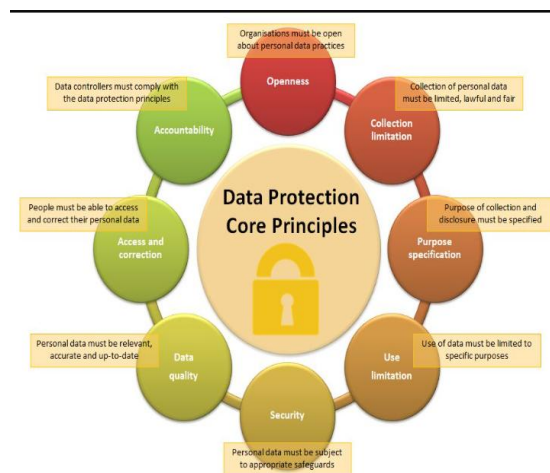 Organisations must be open
about personal data practices
Openness
Collection of personal data
must be limited, lawful and fair
Collection
limitation
Purpose of collection and
disclosure must be specified
Purpose
specification
Use of data must be limited to
specific purposes
Use
limitation
Security
Personal data must be subject
to appropriate safeguards
Personal data must be relevant,
accurate and up-to-date
Data
quality
People must be able to access
and correct their personal data
Access and
correction
Data controllers must comply with
the data protection principles
Accountability
Data Protection
Core Principles